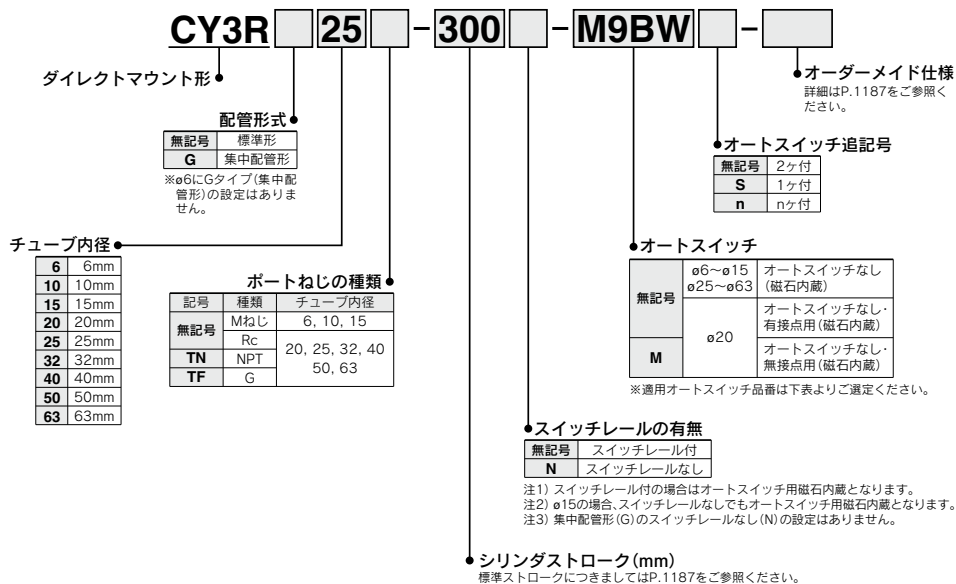 CY3R 25 - 300 - M9BW -
ダイレクトマウント形
オーダーメイド仕様
詳細はP.1187をご参照く
ださい。
配管形式
無記号 標準形
G 集中配管形
※ø6にGタイプ(集中配
管形)の設定はありま
せん。
オートスイッチ追記号
無記号 2ヶ付
S 1ヶ付
n nヶ付
チューブ内径
6 6mm
10 10mm
15 15mm
20 20mm
25 25mm
32 32mm
40 40mm
50 50mm
63 63mm
ポートねじの種類
記号 種類 チューブ内径
無記号 Mねじ 6, 10, 15
Rc 20, 25, 32, 40
TN NPT 50, 63
TF G
オートスイッチ
無記号 ø6〜ø15 オートスイッチなし
ø25〜ø63 (磁石内蔵)
ø20 オートスイッチなし・
有接点用(磁石内蔵)
M オートスイッチなし・
無接点用(磁石内蔵)
※適用オートスイッチ品番は下表よりご選定ください。
スイッチレールの有無
無記号 スイッチレール付
N スイッチレールなし
注1) スイッチレール付の場合はオートスイッチ用磁石内蔵となります。
注2) ø15の場合、スイッチレールなしでもオートスイッチ用磁石内蔵となります。
注3) 集中配管形(G)のスイッチレールなし(N)の設定はありません。
シリンダストローク(mm)
標準ストロークにつきましてはP.1187をご参照ください。